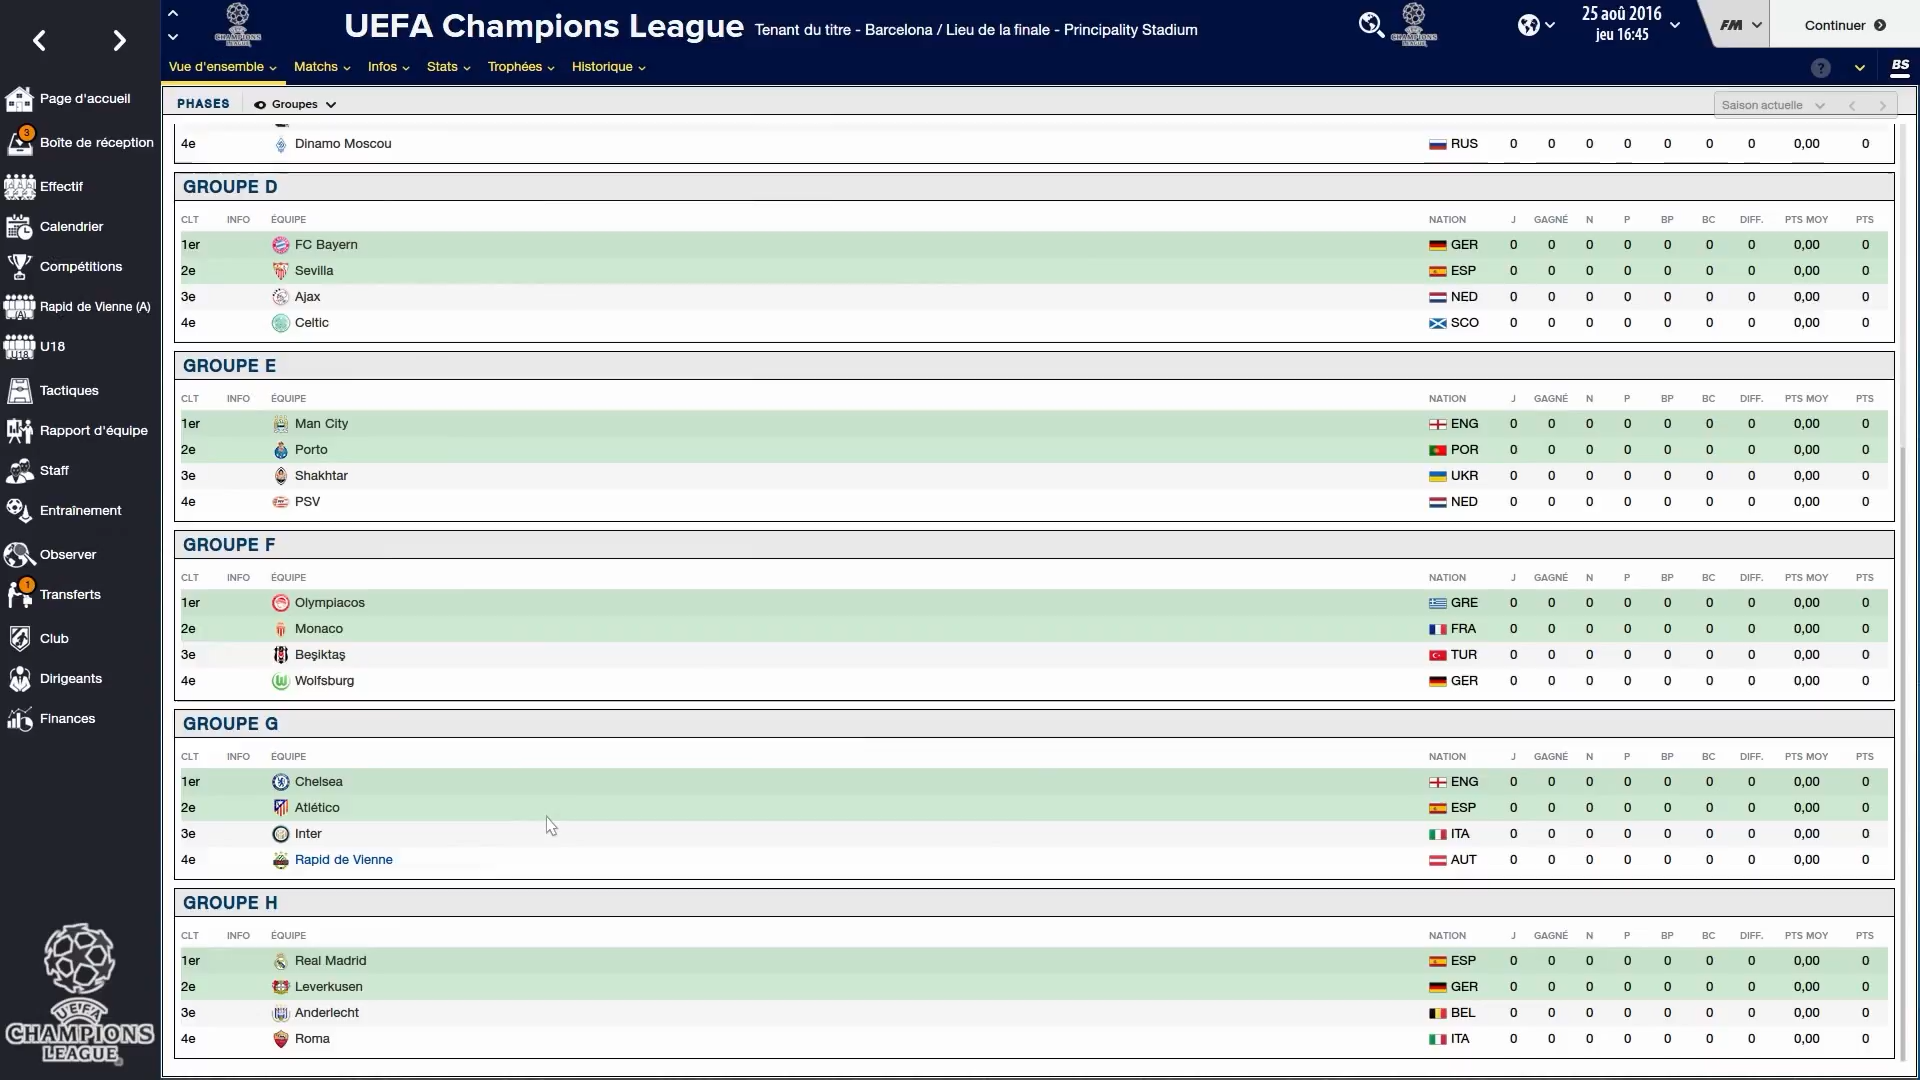 UEFA Champions League Tenant du titre - Barcelona / Lieu de la finale - Principality Stadium
25 août 2016
jeu 16:45
FM
Continuer
Vue d'ensemble Matchs Infos Stats Trophées Historique
? BS
PHASES Groupes Saison actuelle
Page d'accueil
3
Boîte de réception
Effectif
Calendrier
Compétitions
Rapid de Vienne (A)
U18
Tactiques
Rapport d'équipe
Staff
Entraînement
Observer
1
Transferts
Club
Dirigeants
Finances
UEFA
CHAMPIONS
LEAGUE
4e Dinamo Moscou RUS 0 0 0 0 0 0 0 0,00 0
GROUPE D
CLT INFO ÉQUIPE NATION J GAGNÉ N P BP BC DIFF. PTS MOY PTS
1er FC Bayern GER 0 0 0 0 0 0 0 0,00 0
2e Sevilla ESP 0 0 0 0 0 0 0 0,00 0
3e Ajax NED 0 0 0 0 0 0 0 0,00 0
4e Celtic SCO 0 0 0 0 0 0 0 0,00 0
GROUPE E
CLT INFO ÉQUIPE NATION J GAGNÉ N P BP BC DIFF. PTS MOY PTS
1er Man City ENG 0 0 0 0 0 0 0 0,00 0
2e Porto POR 0 0 0 0 0 0 0 0,00 0
3e Shakhtar UKR 0 0 0 0 0 0 0 0,00 0
4e PSV NED 0 0 0 0 0 0 0 0,00 0
GROUPE F
CLT INFO ÉQUIPE NATION J GAGNÉ N P BP BC DIFF. PTS MOY PTS
1er Olympiacos GRE 0 0 0 0 0 0 0 0,00 0
2e Monaco FRA 0 0 0 0 0 0 0 0,00 0
3e Beşiktaş TUR 0 0 0 0 0 0 0 0,00 0
4e Wolfsburg GER 0 0 0 0 0 0 0 0,00 0
GROUPE G
CLT INFO ÉQUIPE NATION J GAGNÉ N P BP BC DIFF. PTS MOY PTS
1er Chelsea ENG 0 0 0 0 0 0 0 0,00 0
2e Atlético ESP 0 0 0 0 0 0 0 0,00 0
3e Inter ITA 0 0 0 0 0 0 0 0,00 0
4e Rapid de Vienne AUT 0 0 0 0 0 0 0 0,00 0
GROUPE H
CLT INFO ÉQUIPE NATION J GAGNÉ N P BP BC DIFF. PTS MOY PTS
1er Real Madrid ESP 0 0 0 0 0 0 0 0,00 0
2e Leverkusen GER 0 0 0 0 0 0 0 0,00 0
3e Anderlecht BEL 0 0 0 0 0 0 0 0,00 0
4e Roma ITA 0 0 0 0 0 0 0 0,00 0